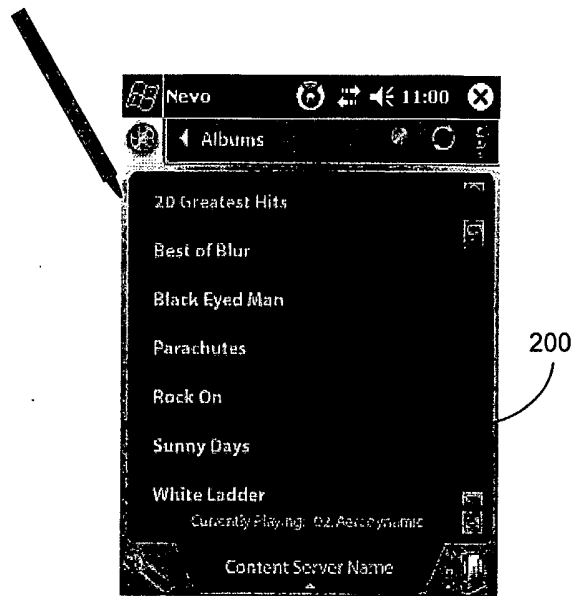 Nevo 11:00
Albums
20 Greatest Hits
Best of Blur
Black Eyed Man
Parachutes
200
Rock On
Sunny Days
White Ladder
Currently Playing: 02. Aerodynamic
Content Server Name